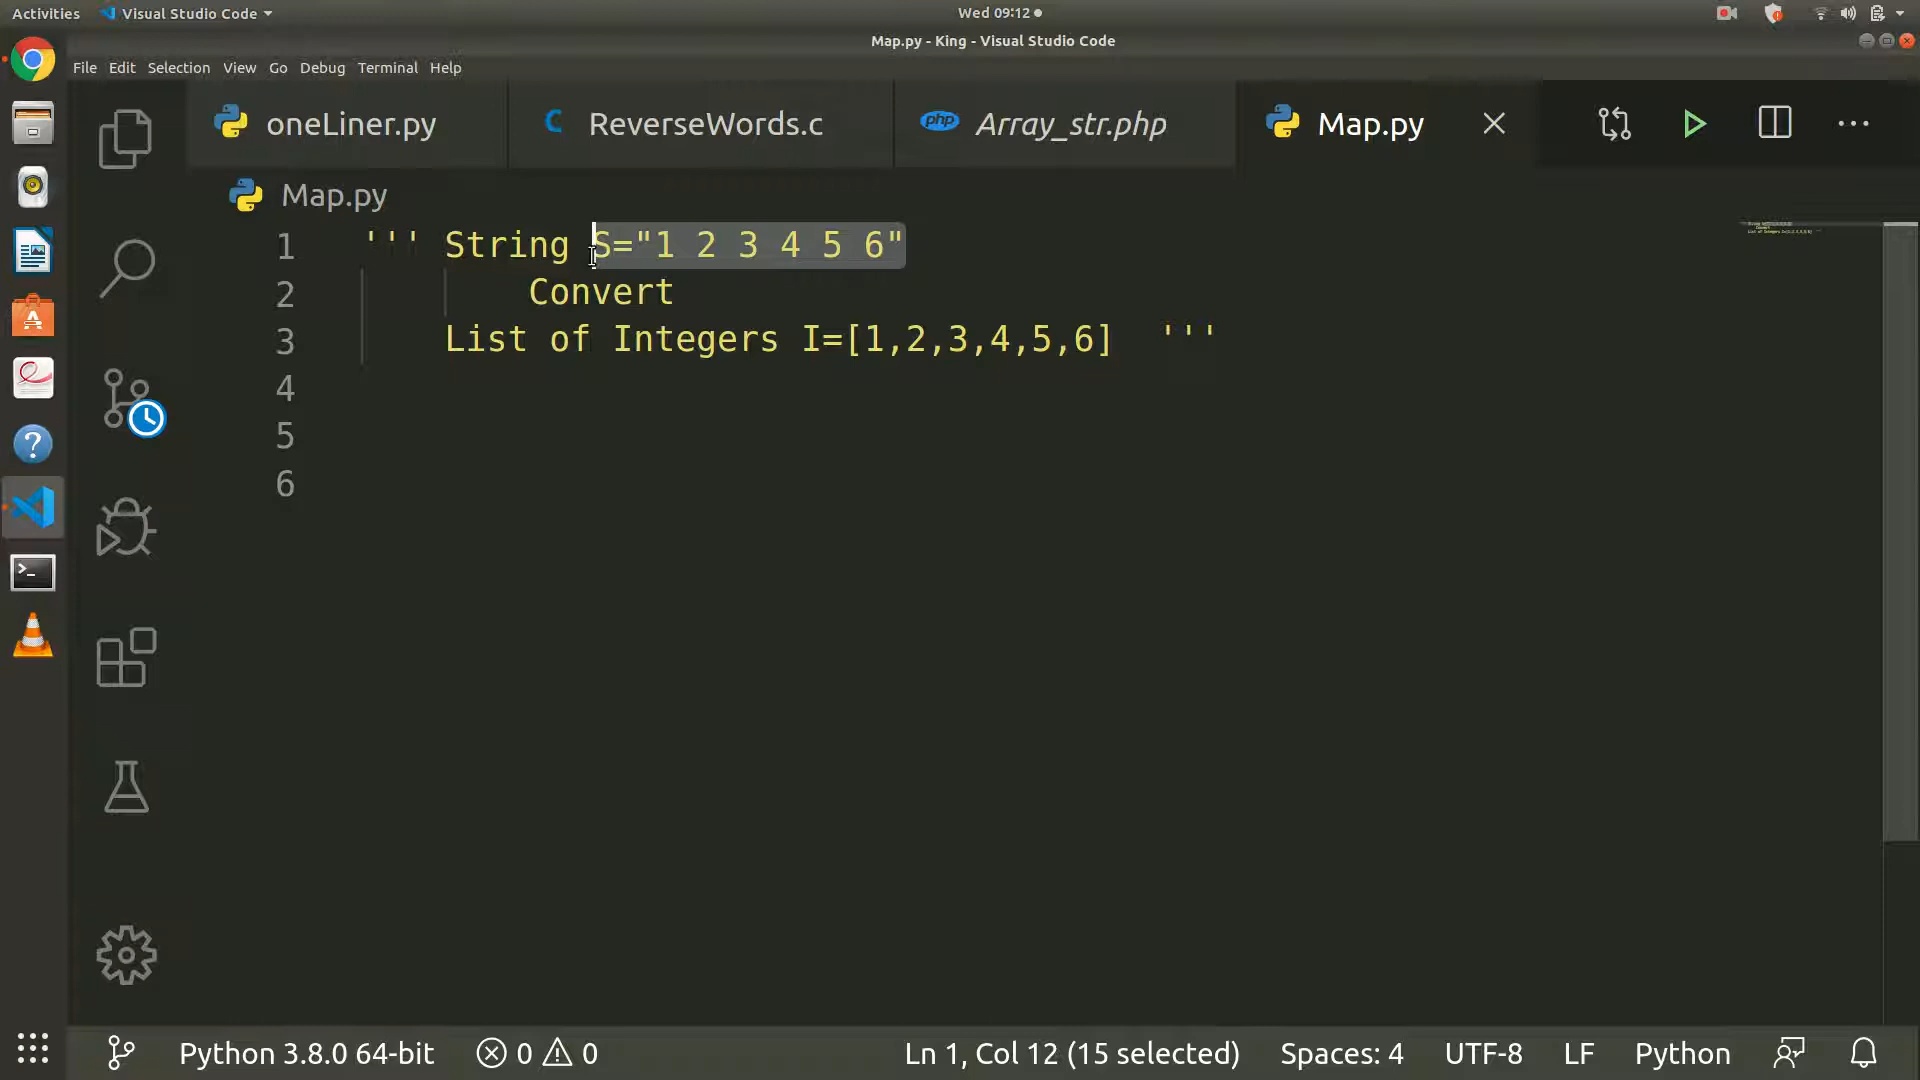 Activities Visual Studio Code Wed 09:12
Map.py - King - Visual Studio Code
File Edit Selection View Go Debug Terminal Help
oneLiner.py C ReverseWords.c php Array_str.php Map.py
Map.py
1 ''' String S="1 2 3 4 5 6"
2 Convert
3 List of Integers I=[1,2,3,4,5,6] '''
4
5
6
Python 3.8.0 64-bit 0 0 Ln 1, Col 12 (15 selected) Spaces: 4 UTF-8 LF Python